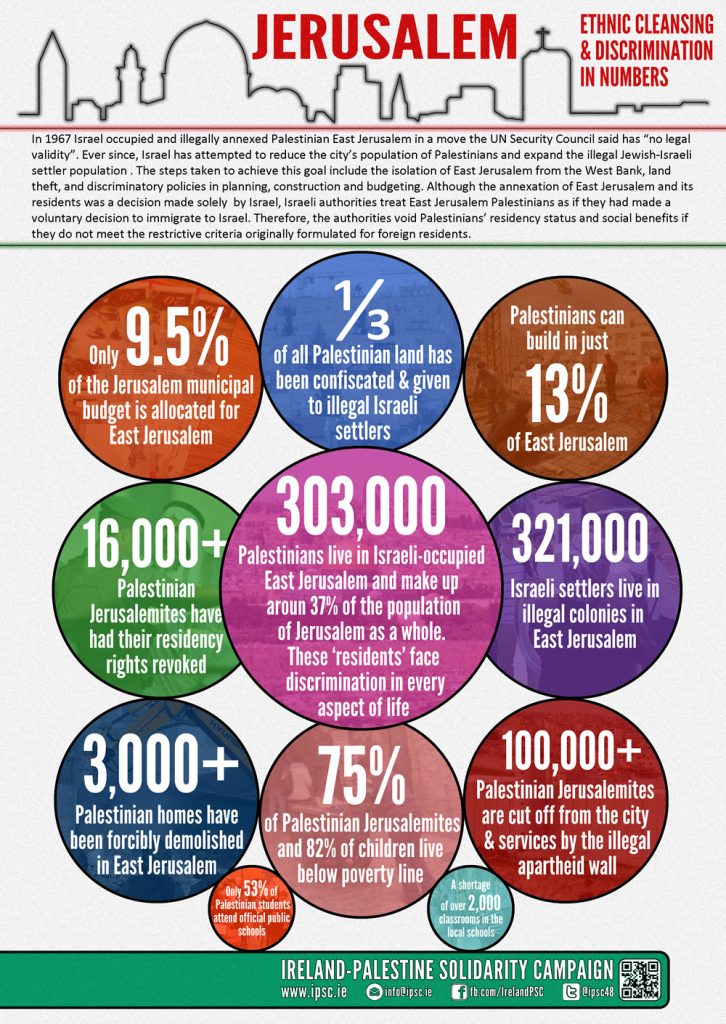 JERUSALEM
ETHNIC CLEANSING
& DISCRIMINATION
IN NUMBERS
In 1967 Israel occupied and illegally annexed Palestinian East Jerusalem in a move the UN Security Council said has “no legal
validity”. Ever since, Israel has attempted to reduce the city’s population of Palestinians and expand the illegal Jewish-Israeli
settler population . The steps taken to achieve this goal include the isolation of East Jerusalem from the West Bank, land
theft, and discriminatory policies in planning, construction and budgeting. Although the annexation of East Jerusalem and its
residents was a decision made solely by Israel, Israeli authorities treat East Jerusalem Palestinians as if they had made a
voluntary decision to immigrate to Israel. Therefore, the authorities void Palestinians’ residency status and social benefits if
they do not meet the restrictive criteria originally formulated for foreign residents.
Only 9.5%
of the Jerusalem municipal
budget is allocated for
East Jerusalem
⅓
of all Palestinian land has
been confiscated & given
to illegal Israeli
settlers
Palestinians can
build in just
13%
of East Jerusalem
16,000+
Palestinian
Jerusalemites have
had their residency
rights revoked
303,000
Palestinians live in Israeli-occupied
East Jerusalem and make up
aroun 37% of the population
of Jerusalem as a whole.
These ‘residents’ face
discrimination in every
aspect of life
321,000
Israeli settlers live in
illegal colonies in
East Jerusalem
3,000+
Palestinian homes have
been forcibly demolished
in East Jerusalem
75%
of Palestinian Jerusalemites
and 82% of children live
below poverty line
100,000+
Palestinian Jerusalemites
are cut off from the city
& services by the illegal
apartheid wall
Only 53% of
Palestinian students
attend official public
schools
A shortage
of over 2,000
classrooms in the
local schools
IRELAND-PALESTINE SOLIDARITY CAMPAIGN
www.ipsc.ie info@ipsc.ie fb.com/IrelandPSC @ipsc48